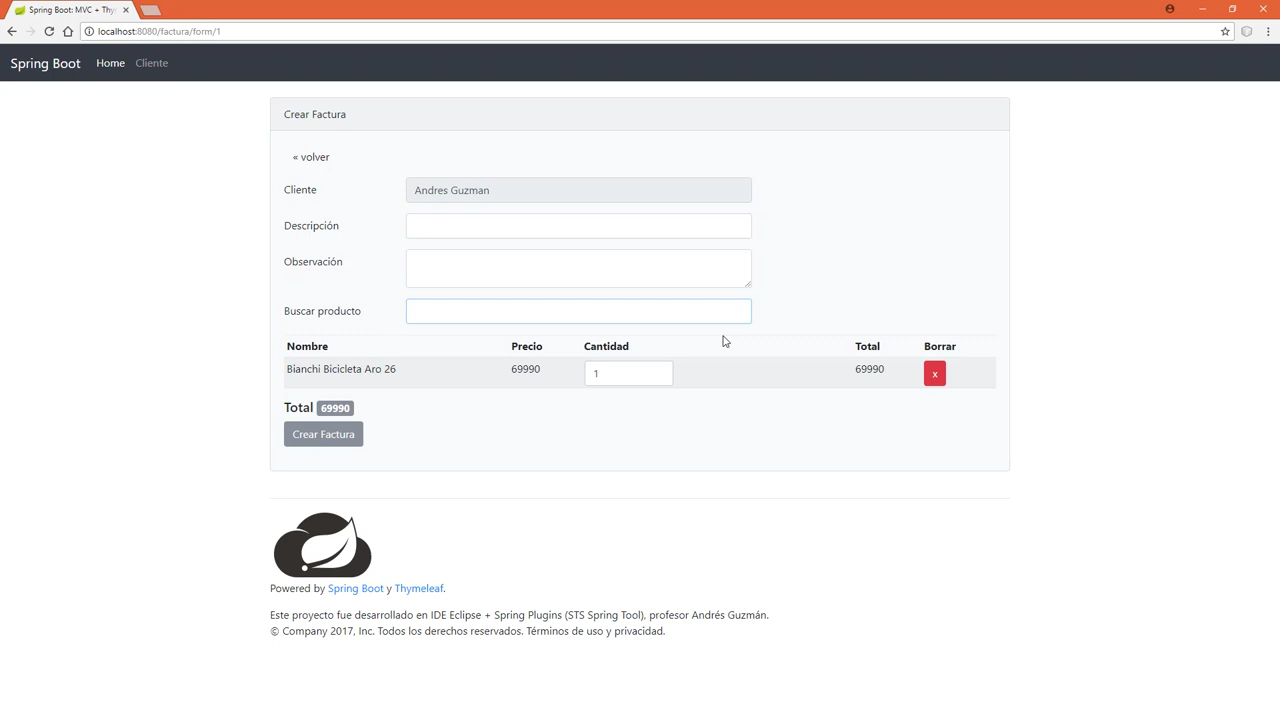 Spring Boot: MVC + Thy
localhost:8080/factura/form/1
Spring Boot Home Cliente
Crear Factura
« volver
Cliente Andres Guzman
Descripción
Observación
Buscar producto
Nombre Precio Cantidad Total Borrar
Bianchi Bicicleta Aro 26 69990 1 69990 x
Total 69990
Crear Factura
Powered by Spring Boot y Thymeleaf.
Este proyecto fue desarrollado en IDE Eclipse + Spring Plugins (STS Spring Tool), profesor Andrés Guzmán.
© Company 2017, Inc. Todos los derechos reservados. Términos de uso y privacidad.